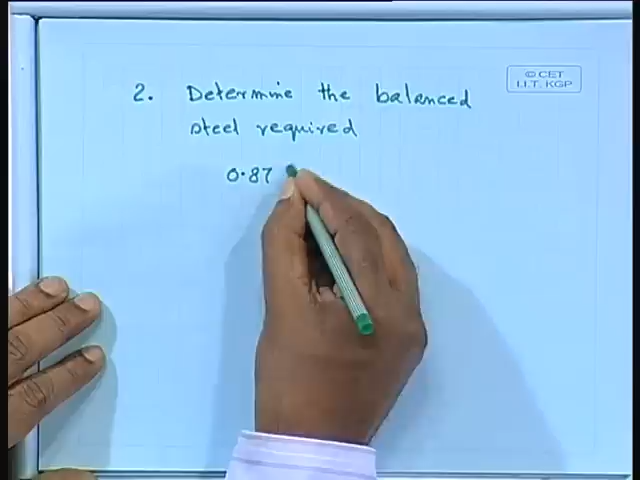 © CET
I.I.T. KGP
2. Determine the balanced
steel required
0.87